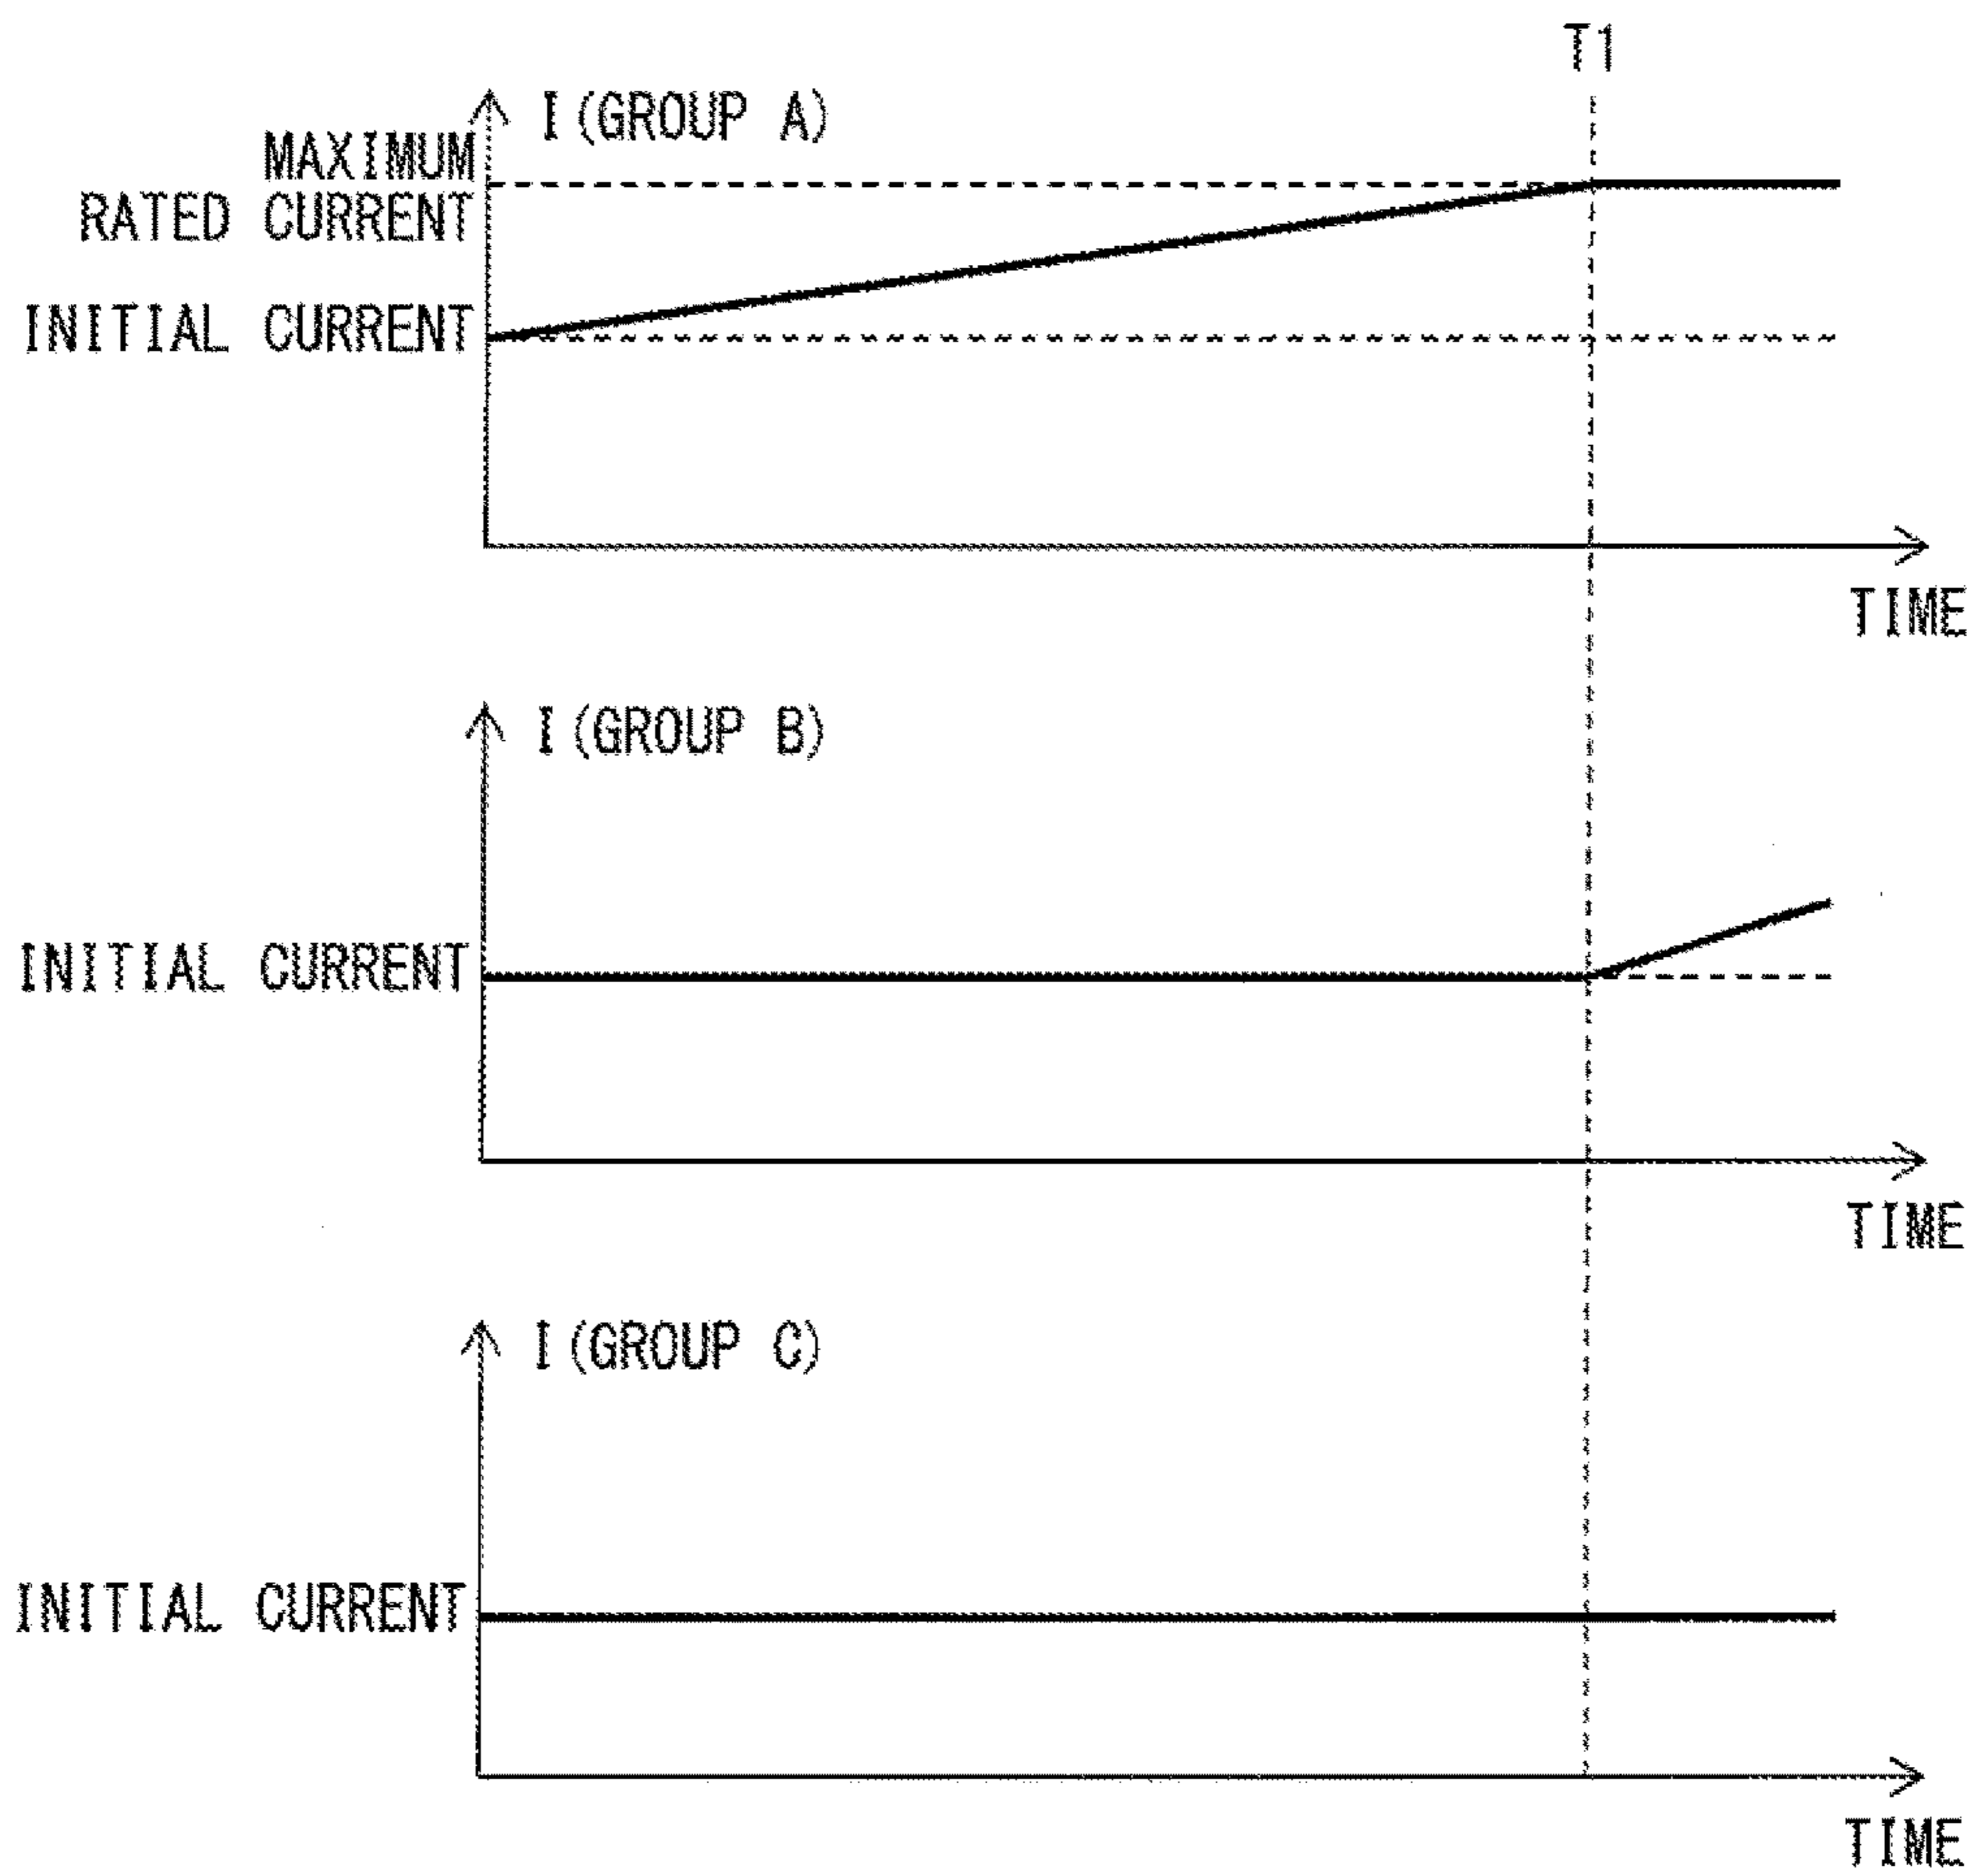 T1
I (GROUP A)
MAXIMUM
RATED CURRENT
INITIAL CURRENT
TIME
I (GROUP B)
INITIAL CURRENT
TIME
I (GROUP C)
INITIAL CURRENT
TIME